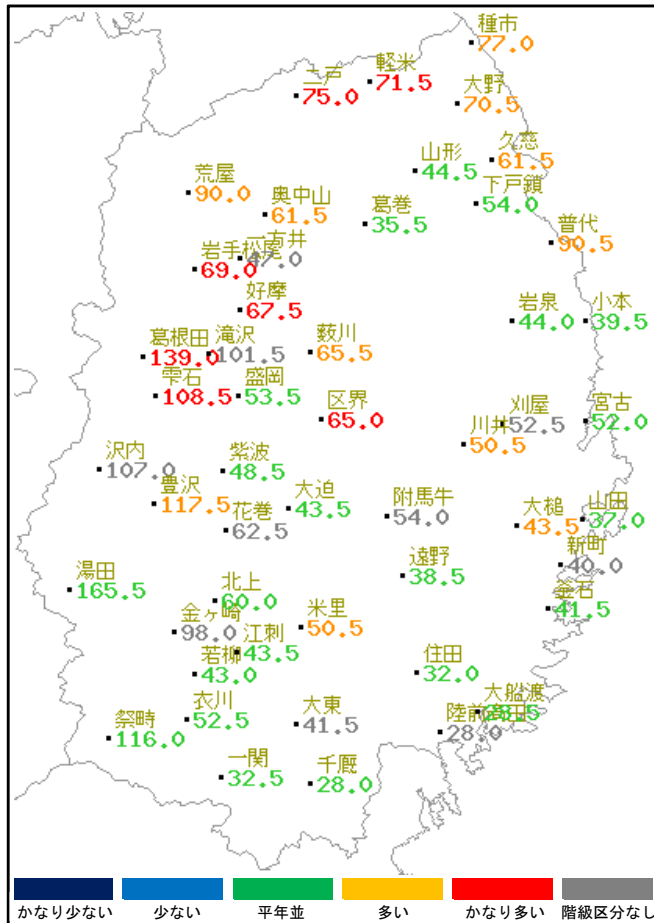 種市
77.0
軽米
71.5
二戸
75.0
大野
70.5
久慈
61.5
山形
44.5
荒屋
90.0
奥中山
61.5
葛巻
35.5
下戸鎖
54.0
普代
90.5
一方井
47.0
岩手松尾
69.0
好摩
67.5
岩泉
44.0
小本
39.5
葛根田
139.0
滝沢
101.5
薮川
65.5
雫石
108.5
盛岡
53.5
区界
65.0
刈屋
52.5
宮古
52.0
川井
50.5
沢内
107.0
紫波
48.5
豊沢
117.5
大迫
43.5
花巻
62.5
附馬牛
54.0
大槌
43.5
山田
37.0
新町
40.0
湯田
165.5
遠野
38.5
北上
60.0
釜石
41.5
金ヶ崎
98.0
米里
50.5
江刺
43.5
若柳
43.0
住田
32.0
衣川
52.5
大東
41.5
大船渡
陸前高田
28.0
祭畤
116.0
一関
32.5
千厩
28.0
かなり少ない 少ない 平年並 多い かなり多い 階級区分なし